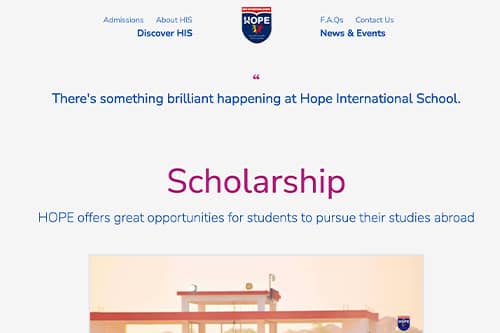 Admissions About HIS
Discover HIS
HOPE
F.A.Qs Contact Us
News & Events
“
There's something brilliant happening at Hope International School.
Scholarship
HOPE offers great opportunities for students to pursue their studies abroad
HOPE